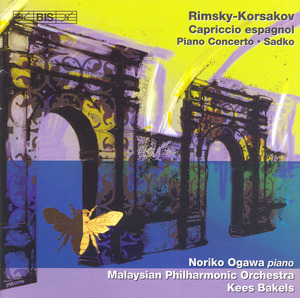 BIS
Rimsky-Korsakov
Capriccio espagnol
Piano Concerto • Sadko
Noriko Ogawa piano
Malaysian Philharmonic Orchestra
Kees Bakels